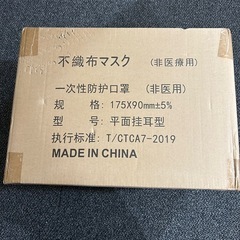 不織布マスク (非医療用)
一次性防护口罩 (非医用)
规 格: 175X90mm±5%
型 号: 平面挂耳型
执行标准: T/CTCA7-2019
MADE IN CHINA